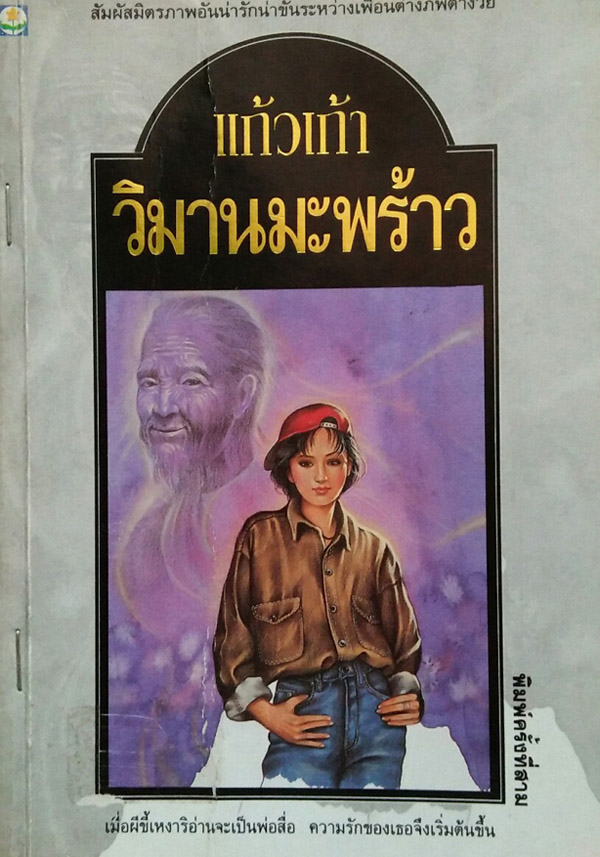 สัมผัสมิตรภาพอันน่ารักน่าขันระหว่างเพื่อนต่างภพต่างวัย
แก้วเก้า
วิมานมะพร้าว
พิมพ์ครั้งที่สาม
เมื่อผีขี้เหงาริอ่านจะเป็นพ่อสื่อ ความรักของเธอจึงเริ่มต้นขึ้น